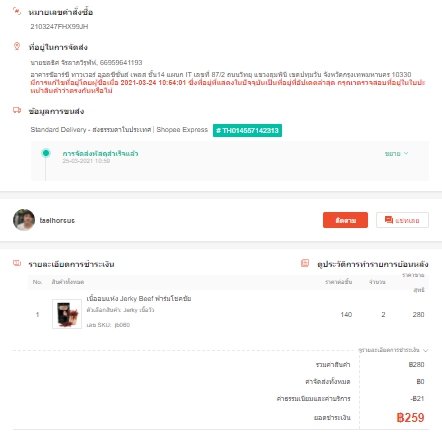 หมายเลขคำสั่งซื้อ
2103247FHX99JH
ที่อยู่ในการจัดส่ง
นายชลธิศ จิรสภาวิรุฬห์, 66959641193
อาคารซีอาร์ซี ทาวเวอร์ ออลซีซั่นส์ เพลส ชั้น14 แผนก IT เลขที่ 87/2 ถนนวิทยุ แขวงลุมพินี เขตปทุมวัน จังหวัดกรุงเทพมหานคร 10330
มีการแก้ไขที่อยู่โดยผู้ซื้อเมื่อ 2021-03-24 10:54:01 ซึ่งที่อยู่ที่แสดงในปัจจุบันเป็นที่อยู่ที่อัปเดตล่าสุด กรุณาตรวจสอบที่อยู่ในใบปะ
หน้าสินค้าว่าตรงกันหรือไม่
ข้อมูลการขนส่ง
Standard Delivery - ส่งธรรมดาในประเทศ | Shopee Express # TH014557142313
การจัดส่งพัสดุสำเร็จแล้ว ขยาย
25-03-2021 10:59
taelhorsus ติดตาม แชทเลย
รายละเอียดการชำระเงิน ดูประวัติการทำรายการย้อนหลัง
No. สินค้าทั้งหมด ราคาต่อชิ้น จำนวน ราคาขายสุทธิ
เนื้ออบแห้ง Jerky Beef ฟาร์มโชคชัย
1 ตัวเลือกสินค้า: Jerky เนื้อวัว 140 2 280
เลข SKU: jb060
ดูรายละเอียดการชำระเงิน
รวมค่าสินค้า ฿280
ค่าจัดส่งทั้งหมด ฿0
ค่าธรรมเนียมและค่าบริการ -฿21
ยอดชำระเงิน ฿259